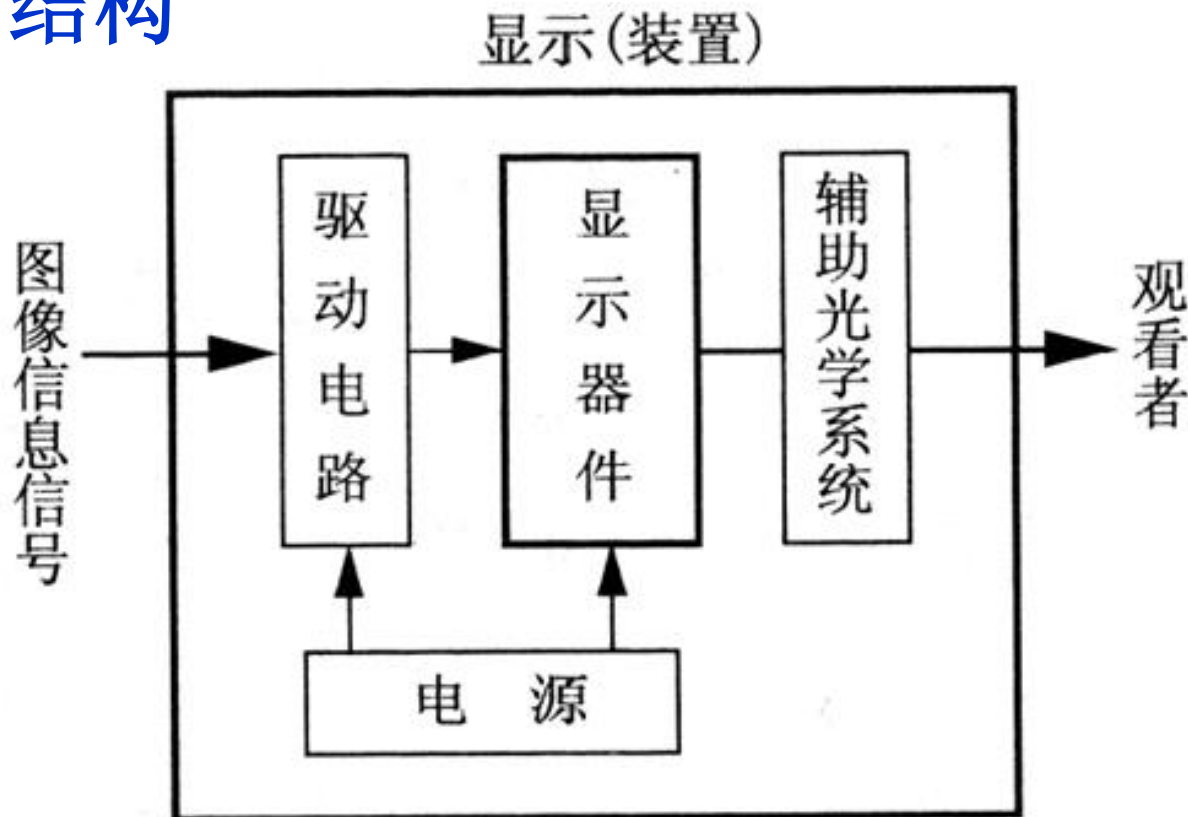 结构
显示(装置)
图像信息信号
驱动电路
显示器件
辅助光学系统
观看者
电 源